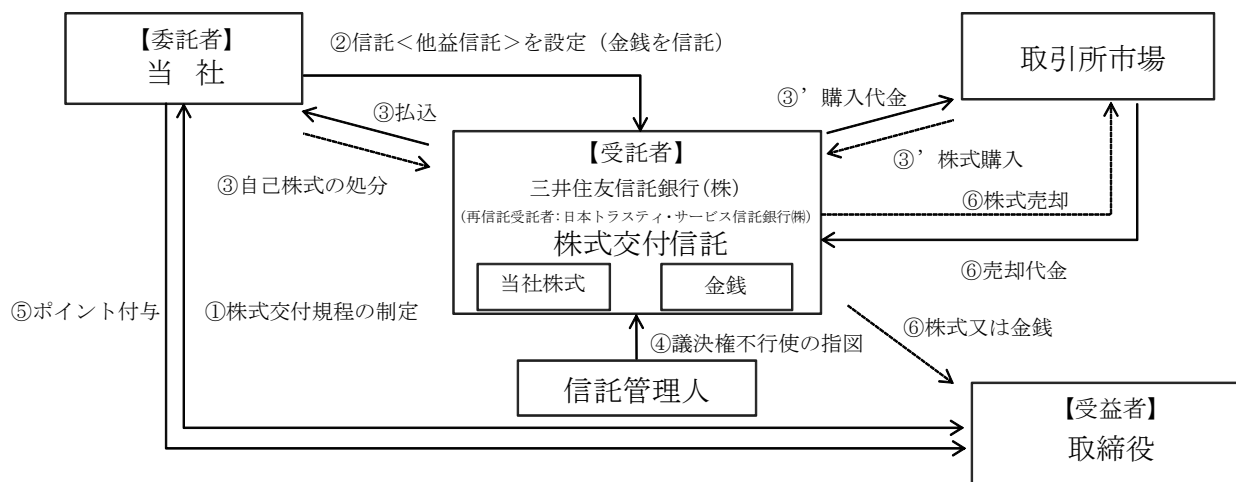 【委託者】
当 社
②信託<他益信託>を設定（金銭を信託）
取引所市場
③払込
③’購入代金
【受託者】
③自己株式の処分
③’株式購入
三井住友信託銀行(株)
⑥株式売却
(再信託受託者：日本トラスティ・サービス信託銀行㈱)
株式交付信託
⑥売却代金
当社株式
金銭
⑤ポイント付与
①株式交付規程の制定
⑥株式又は金銭
④議決権不行使の指図
信託管理人
【受益者】
取締役